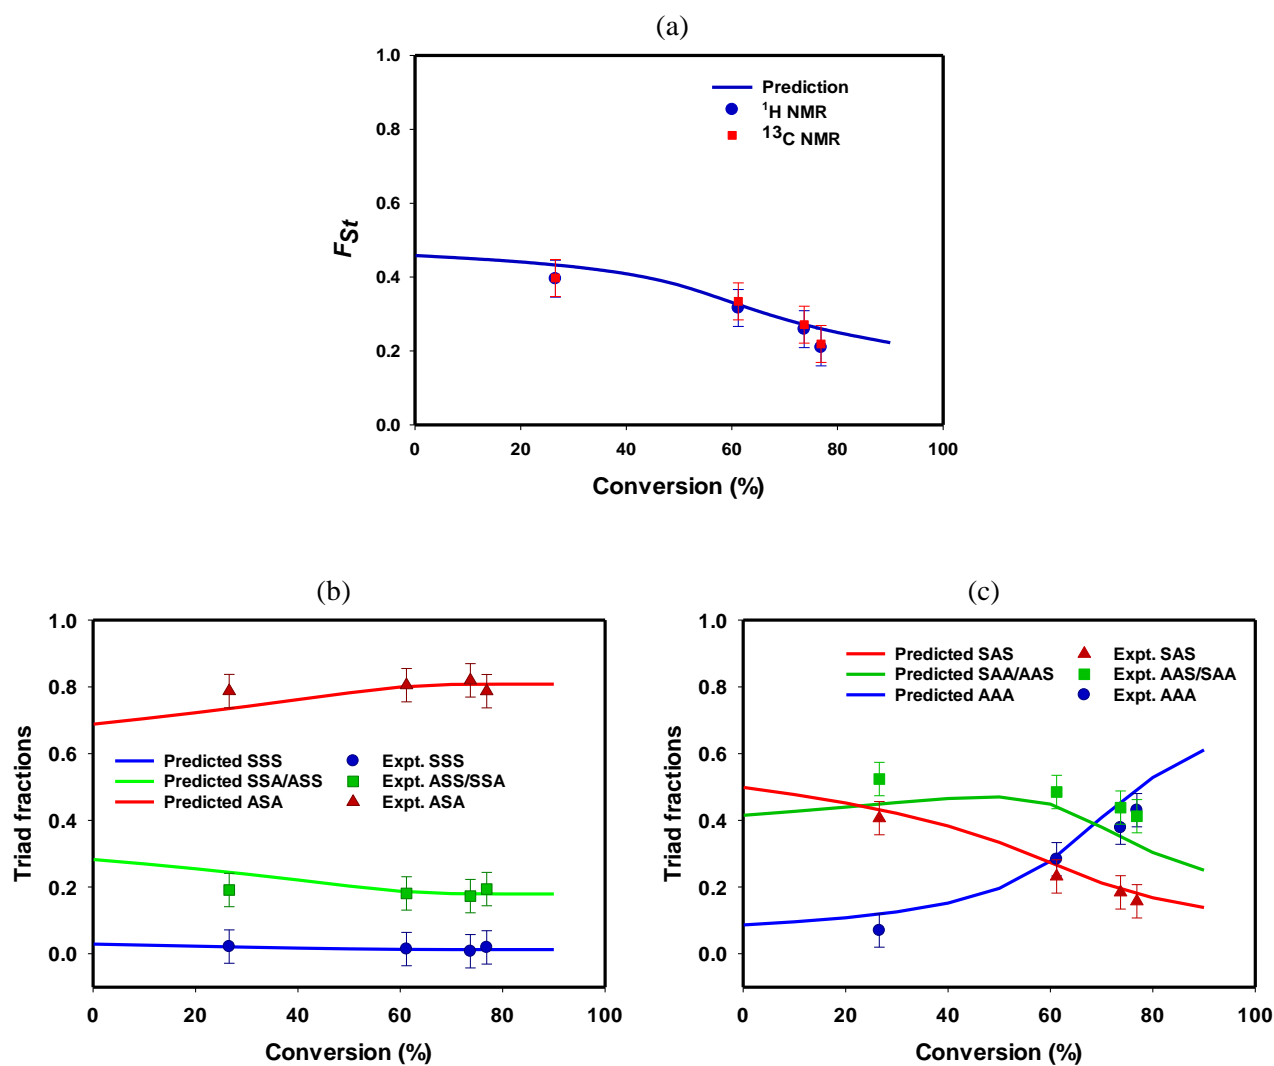 (a)
1.0
0.8
0.6
0.4
0.2
0.0
F St
Prediction
1H NMR
13C NMR
0 20 40 60 80 100
Conversion (%)
(b)
1.0
0.8
0.6
0.4
0.2
0.0
Triad fractions
Predicted SSS Expt. SSS
Predicted SSA/ASS Expt. ASS/SSA
Predicted ASA Expt. ASA
0 20 40 60 80 100
Conversion (%)
(c)
1.0
0.8
0.6
0.4
0.2
0.0
Triad fractions
Predicted SAS Expt. SAS
Predicted SAA/AAS Expt. AAS/SAA
Predicted AAA Expt. AAA
0 20 40 60 80 100
Conversion (%)